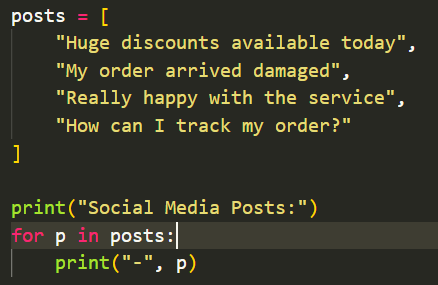 posts = [
    "Huge discounts available today",
    "My order arrived damaged",
    "Really happy with the service",
    "How can I track my order?"
]

print("Social Media Posts:")
for p in posts:
    print("-", p)